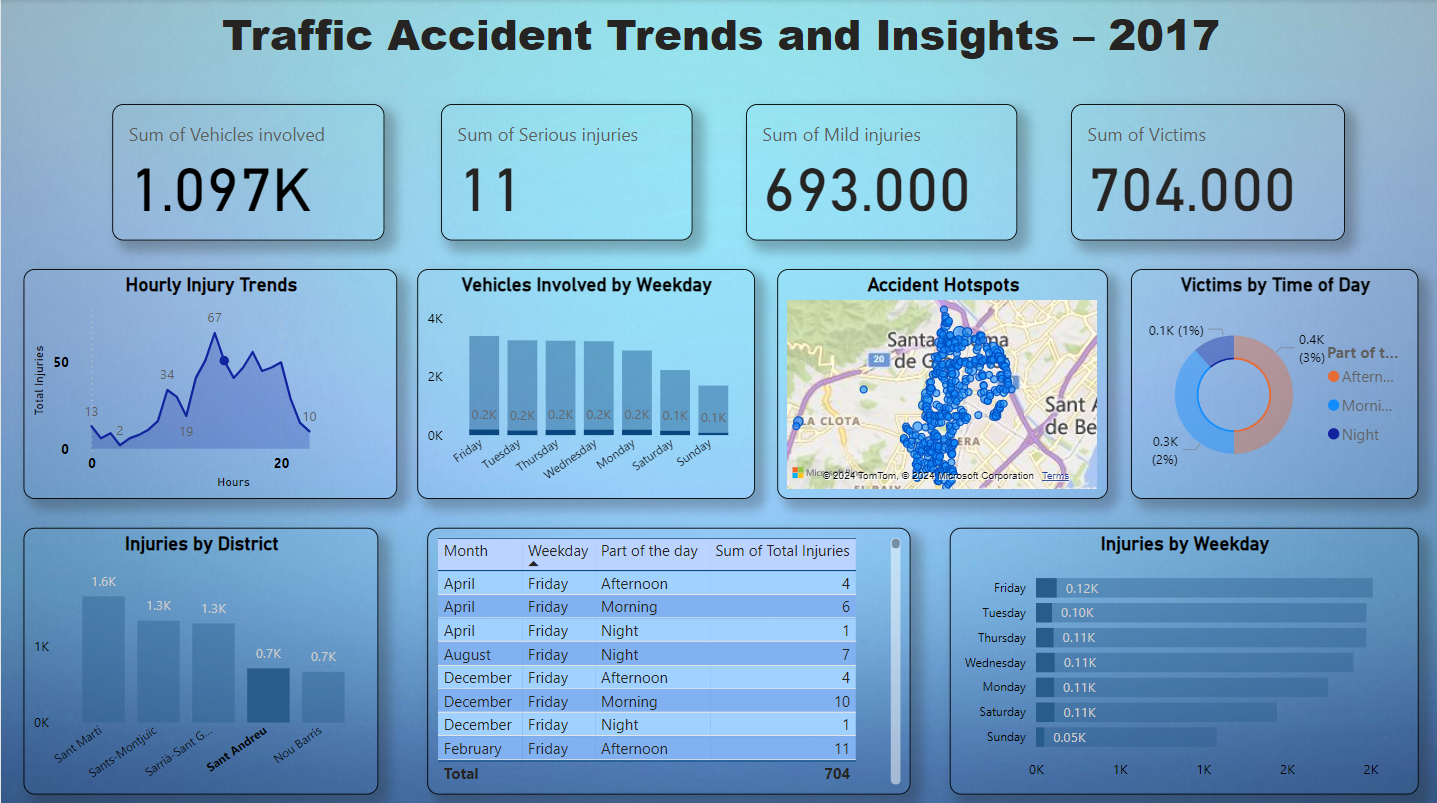 Traffic Accident Trends and Insights – 2017
Sum of Vehicles involved
1.097K
Sum of Serious injuries
11
Sum of Mild injuries
693.000
Sum of Victims
704.000
Hourly Injury Trends
Total Injuries
50
0
13
2
34
19
67
10
0
20
Hours
Vehicles Involved by Weekday
4K
2K
0K
0.2K
0.2K
0.2K
0.2K
0.2K
0.1K
0.1K
Friday
Tuesday
Thursday
Wednesday
Monday
Saturday
Sunday
Accident Hotspots
Santa
de G
20
LA CLOTA
Sant A
de Be
ERA
© 2024 TomTom, © 2024 Microsoft Corporation Terms
Victims by Time of Day
0.1K (1%)
0.4K
(3%)
0.3K
(2%)
Part of t...
Aftern...
Morni...
Night
Injuries by District
1K
0K
1.6K
1.3K
1.3K
0.7K
0.7K
Sant Martí
Sants-Montjuïc
Sarrià-Sant G...
Sant Andreu
Nou Barris
Month Weekday Part of the day Sum of Total Injuries
April Friday Afternoon 4
April Friday Morning 6
April Friday Night 1
August Friday Night 7
December Friday Afternoon 4
December Friday Morning 10
December Friday Night 1
February Friday Afternoon 11
Total 704
Injuries by Weekday
Friday 0.12K
Tuesday 0.10K
Thursday 0.11K
Wednesday 0.11K
Monday 0.11K
Saturday 0.11K
Sunday 0.05K
0K 1K 1K 2K 2K